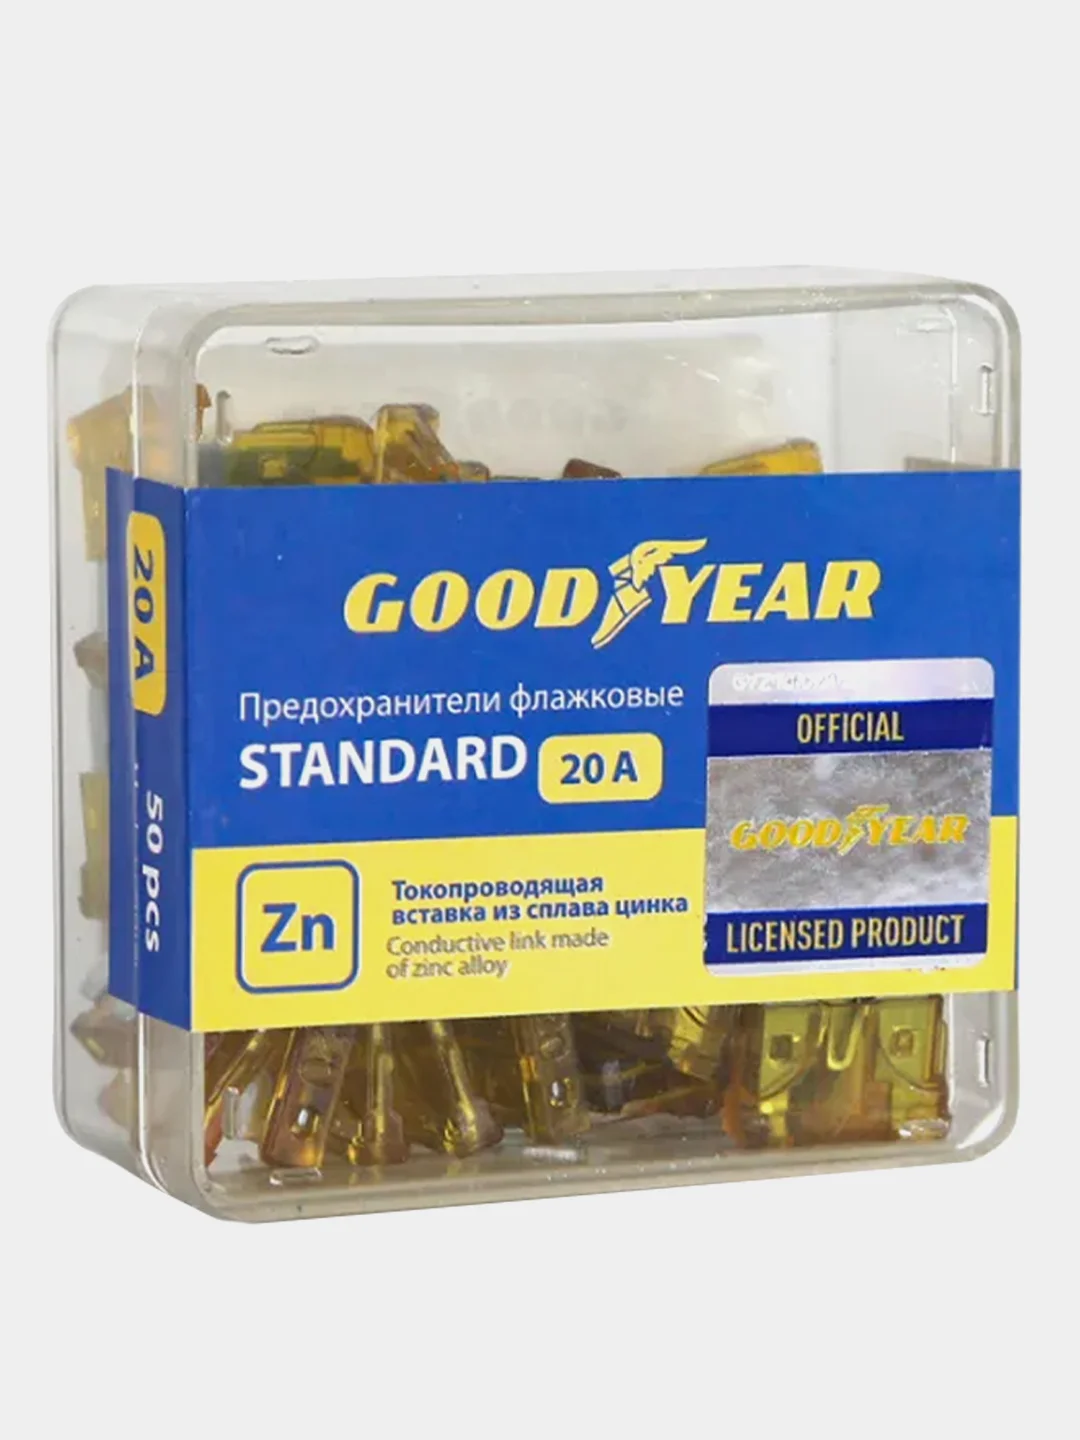 GOODYEAR
Предохранители флажковые
STANDARD 20 A
Zn
Токопроводящая
вставка из сплава цинка
Conductive link made
of zinc alloy
OFFICIAL
GOODYEAR
LICENSED PRODUCT
20 A
50 pcs